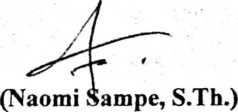 (Naomi Sampe, S.Th.)